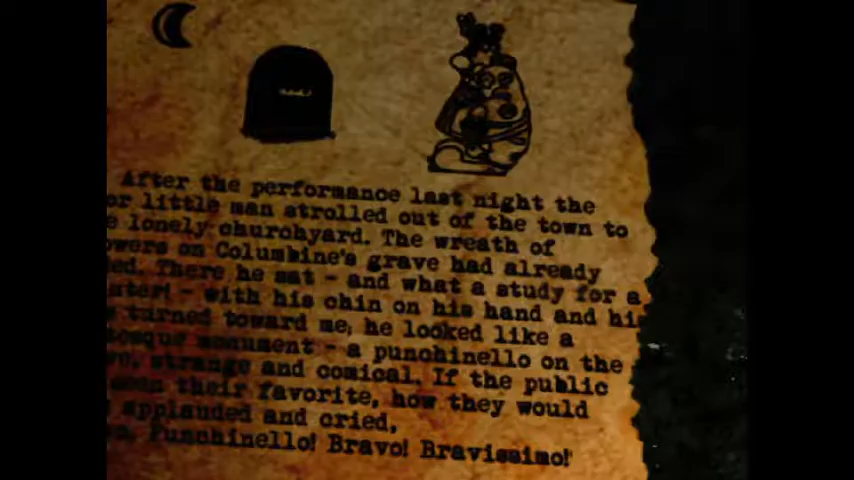 After the performance last night the
or little man strolled out of the town to
e lonely churchyard. The wreath of
owers on Columbine's grave had already
ed. There he sat - and what a study for a
nter! - with his chin on his hand and his
s turned toward me, he looked like a
tesque monument - a punchinello on the
ve, strange and comical. If the public
seen their favorite, how they would
applauded and cried,
Punchinello! Bravo! Bravissimo!'